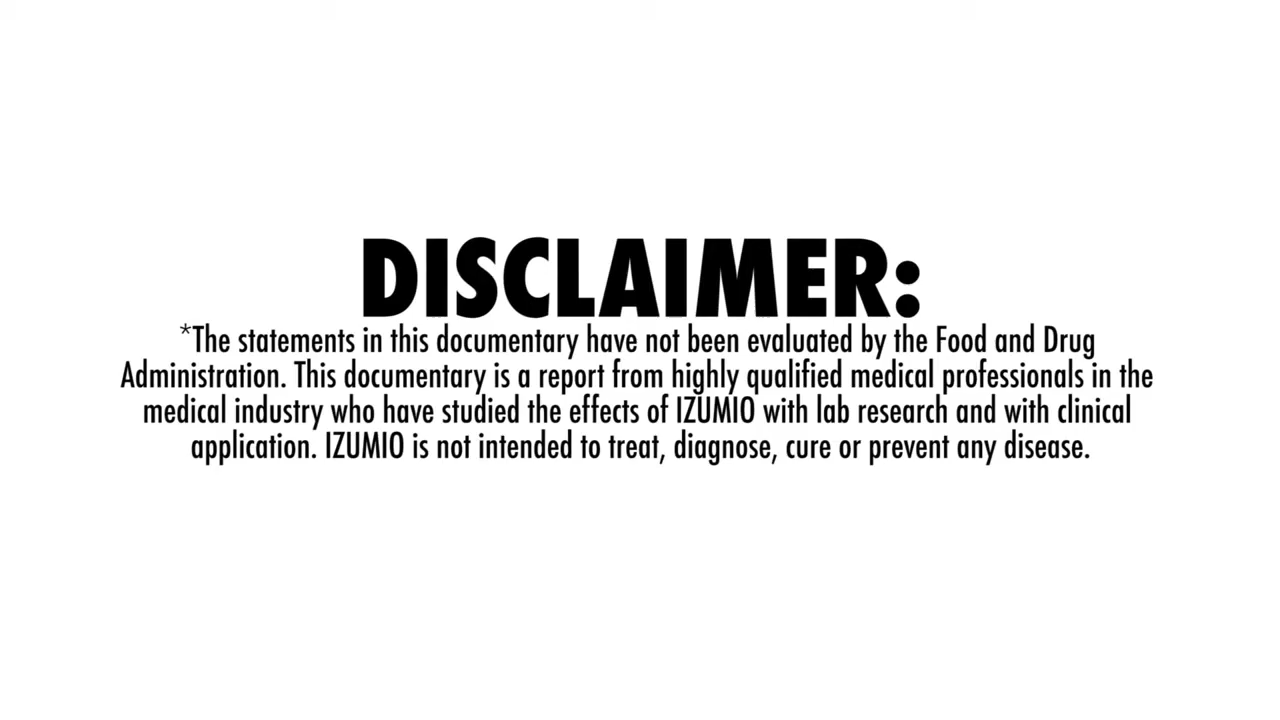 DISCLAIMER:
*The statements in this documentary have not been evaluated by the Food and Drug
Administration. This documentary is a report from highly qualified medical professionals in the
medical industry who have studied the effects of IZUMIO with lab research and with clinical
application. IZUMIO is not intended to treat, diagnose, cure or prevent any disease.